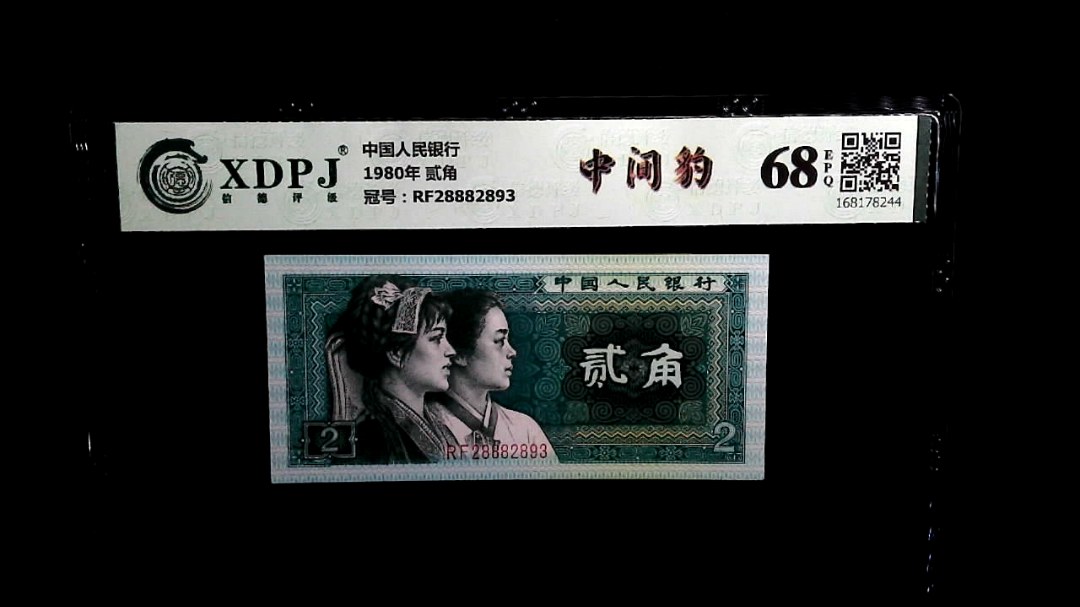 XDPJ®
信德评级
中国人民银行
1980年 贰角
冠号：RF28882893
中间豹
68 EPQ
168178244
中国人民银行
贰角
2
2
RF28882893